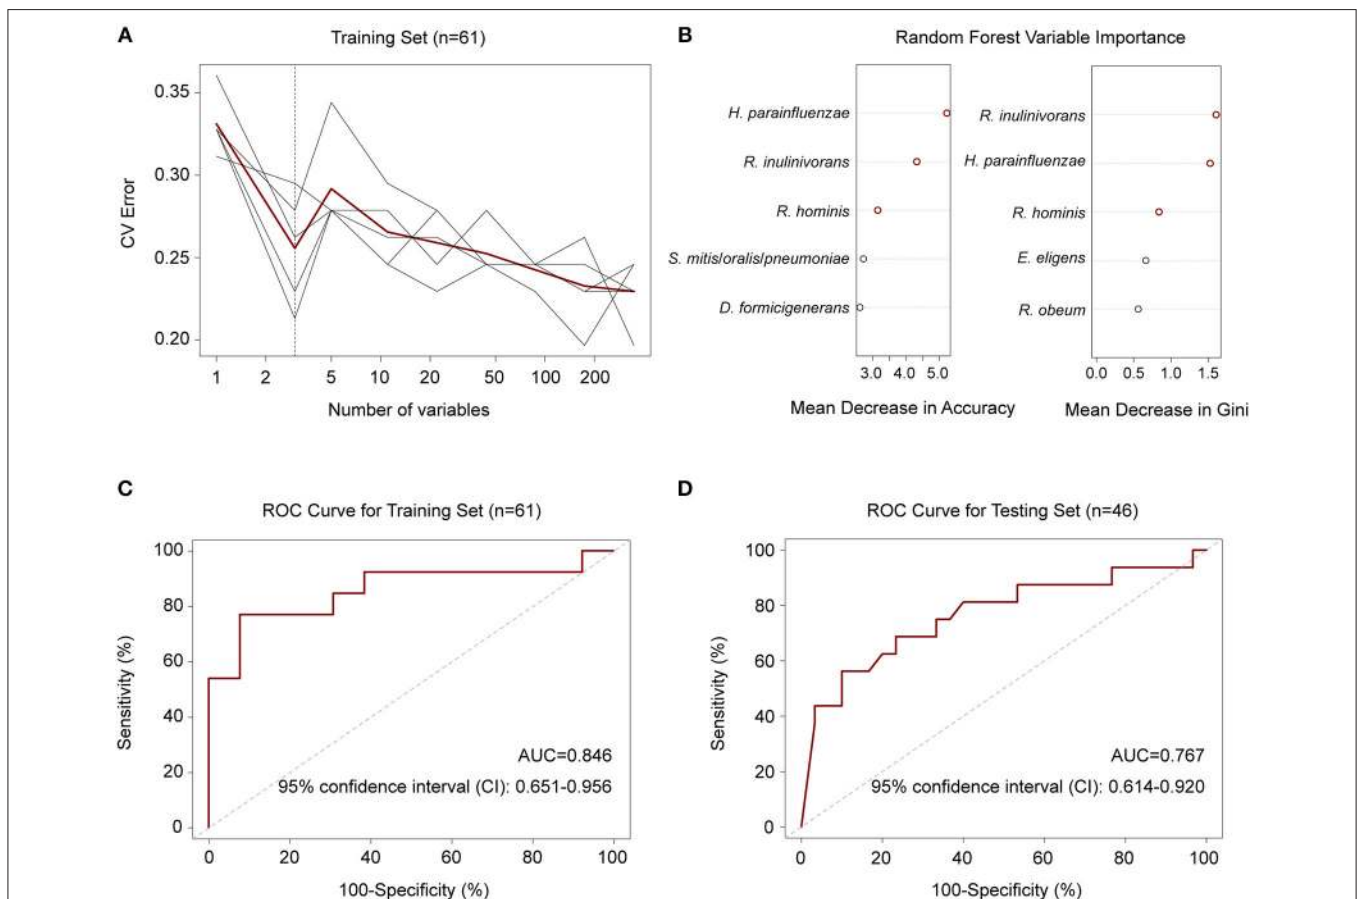 A
Training Set (n=61)
0.35
0.30
0.25
0.20
CV Error
1 2 5 10 20 50 100 200
Number of variables
B
Random Forest Variable Importance
H. parainfluenzae
R. inulinivorans
R. hominis
S. mitis/oralis/pneumoniae
D. formicigenerans
3.0 4.0 5.0
Mean Decrease in Accuracy
R. inulinivorans
H. parainfluenzae
R. hominis
E. eligens
R. obeum
0.0 0.5 1.0 1.5
Mean Decrease in Gini
C
ROC Curve for Training Set (n=61)
100
80
60
40
20
0
Sensitivity (%)
AUC=0.846
95% confidence interval (CI): 0.651-0.956
0 20 40 60 80 100
100-Specificity (%)
D
ROC Curve for Testing Set (n=46)
100
80
60
40
20
0
Sensitivity (%)
AUC=0.767
95% confidence interval (CI): 0.614-0.920
0 20 40 60 80 100
100-Specificity (%)